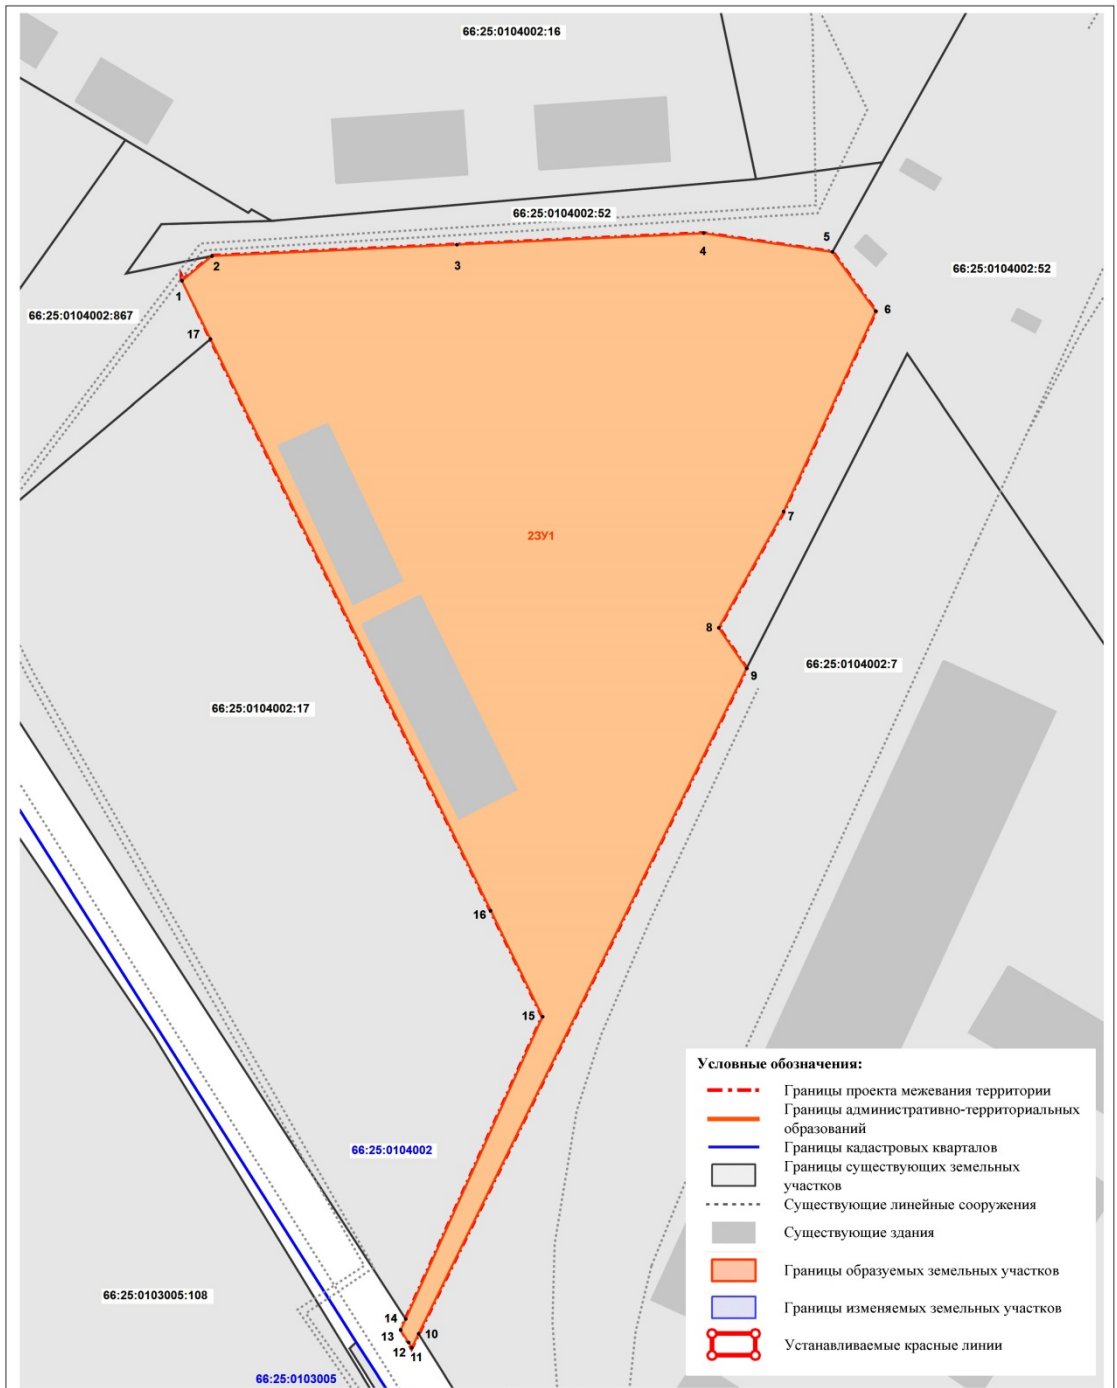 66:25:0104002:16
66:25:0104002:52
5
4
2
3
66:25:0104002:52
1
6
66:25:0104002:867
17
7
2ЗУ1
8
9
66:25:0104002:7
66:25:0104002:17
16
15
Условные обозначения:
Границы проекта межевания территории
Границы административно-территориальных
образований
Границы кадастровых кварталов
Границы существующих земельных
участков
Существующие линейные сооружения
Существующие здания
Границы образуемых земельных участков
Границы изменяемых земельных участков
Устанавливаемые красные линии
66:25:0104002
66:25:0103005:108
14
13
10
12
11
66:25:0103005